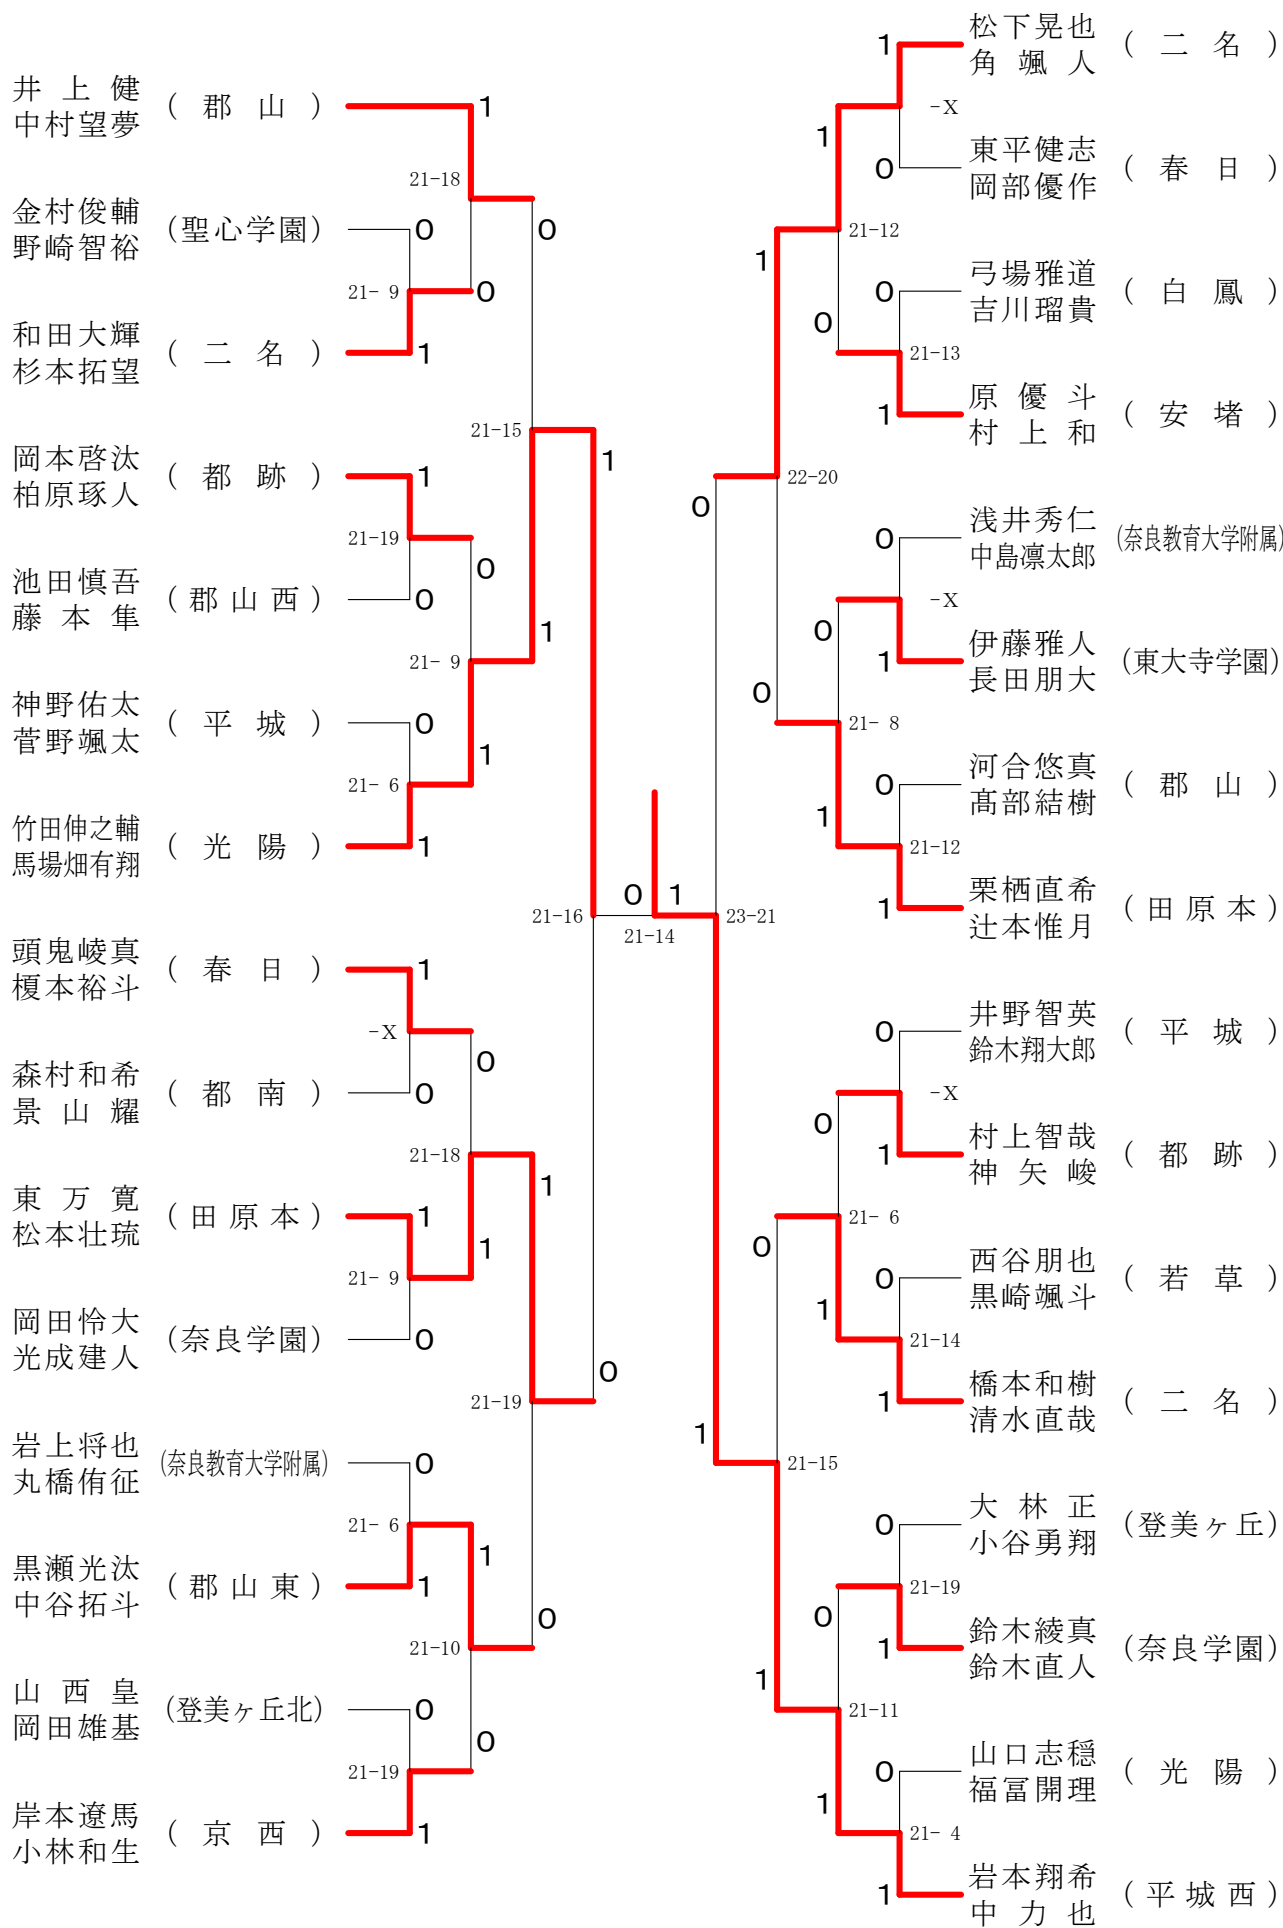 井上健
中村望夢
(郡山)
1
21-18
金村俊輔
野崎智裕
(聖心学園)
0
0
21- 9
0
和田大輝
杉本拓望
(二名)
1
21-15
1
岡本啓汰
柏原琢人
(都跡)
1
21-19
0
池田慎吾
藤本隼
(郡山西)
0
1
21- 9
神野佑太
菅野颯太
(平城)
0
1
21- 6
竹田伸之輔
馬場畑有翔
(光陽)
1
21-16
0
1
21-14
頭鬼崚真
榎本裕斗
(春日)
1
-X
0
森村和希
景山耀
(都南)
0
21-18
1
東万寛
松本壮琉
(田原本)
1
1
21- 9
岡田怜大
光成建人
(奈良学園)
0
0
21-19
岩上将也
丸橋侑征
(奈良教育大学附属)
0
21- 6
1
黒瀬光汰
中谷拓斗
(郡山東)
1
0
21-10
山西皇
岡田雄基
(登美ヶ丘北)
0
0
21-19
岸本遼馬
小林和生
(京西)
1
1
松下晃也
角颯人
(二名)
-X
1
0
東平健志
岡部優作
(春日)
21-12
1
0
弓場雅道
吉川瑠貴
(白鳳)
0
21-13
1
原優斗
村上和
(安堵)
22-20
0
0
浅井秀仁
中島凛太郎
(奈良教育大学附属)
-X
0
1
伊藤雅人
長田朋大
(東大寺学園)
0
21- 8
0
河合悠真
髙部結樹
(郡山)
1
21-12
1
栗栖直希
辻本惟月
(田原本)
23-21
0
井野智英
鈴木翔大郎
(平城)
-X
0
1
村上智哉
神矢峻
(都跡)
21- 6
0
0
西谷朋也
黒崎颯斗
(若草)
1
21-14
1
橋本和樹
清水直哉
(二名)
1
21-15
0
大林正
小谷勇翔
(登美ヶ丘)
21-19
0
1
鈴木綾真
鈴木直人
(奈良学園)
1
21-11
0
山口志穏
福冨開理
(光陽)
1
21- 4
1
岩本翔希
中力也
(平城西)